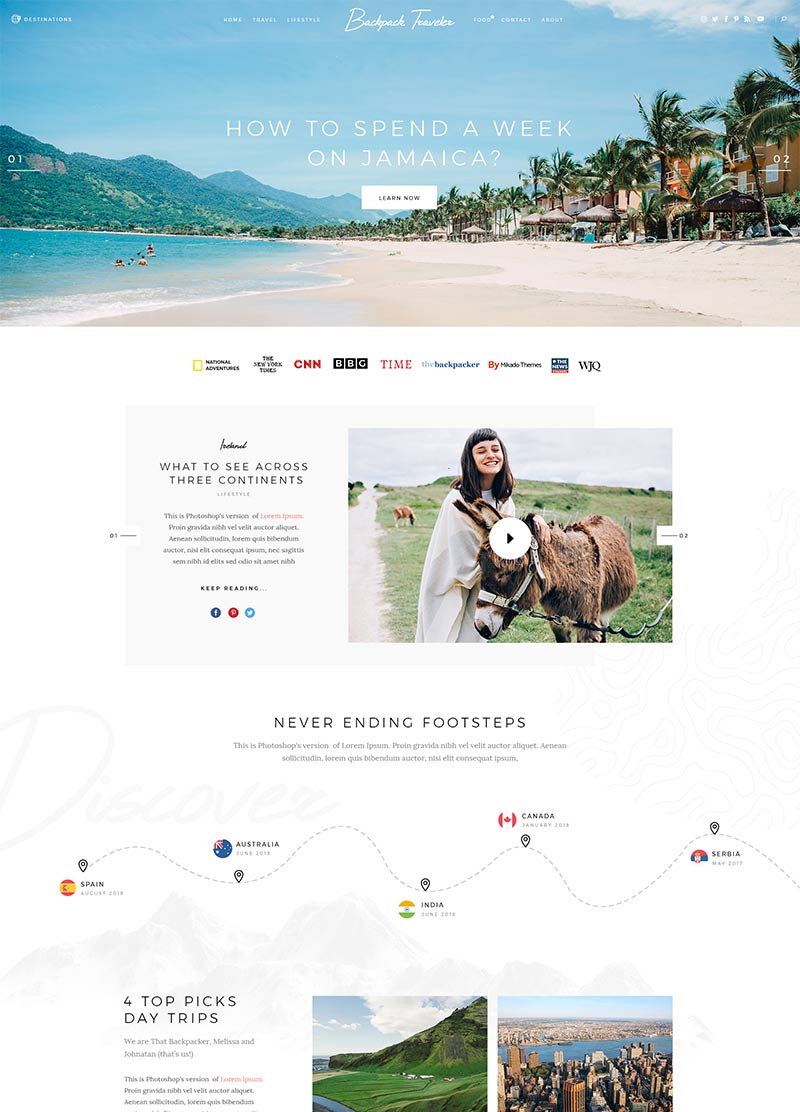 DESTINATIONS
HOME TRAVEL LIFESTYLE
Backpack Traveler
FOOD CONTACT ABOUT
HOW TO SPEND A WEEK
ON JAMAICA?
01
02
LEARN NOW
NATIONAL
ADVENTURES
THE
NEW YORK
TIMES
CNN
BBG
TIME
thebackpacker
By Mikado Themes
THE
NEWS
WJQ
Iceland
WHAT TO SEE ACROSS
THREE CONTINENTS
LIFESTYLE
This is Photoshop's version of Lorem Ipsum.
Proin gravida nibh vel velit auctor aliquet.
Aenean sollicitudin, lorem quis bibendum
auctor, nisi elit consequat ipsum, nec sagittis
sem nibh id elits sed odio sit amet nibh
01
02
KEEP READING...
NEVER ENDING FOOTSTEPS
This is Photoshop's version of Lorem Ipsum. Proin gravida nibh vel velit auctor aliquet. Aenean
sollicitudin, lorem quis bibendum auctor, nisi elit consequat ipsum,
Discover
CANADA
JANUARY 2018
AUSTRALIA
JUNE 2018
SERBIA
MAY 2017
SPAIN
AUGUST 2018
INDIA
JUNE 2018
4 TOP PICKS
DAY TRIPS
We are That Backpacker, Melissa and
Johnatan (that's us!)
This is Photoshop's version of Lorem Ipsum.
Proin gravida nibh vel velit auctor aliquet.